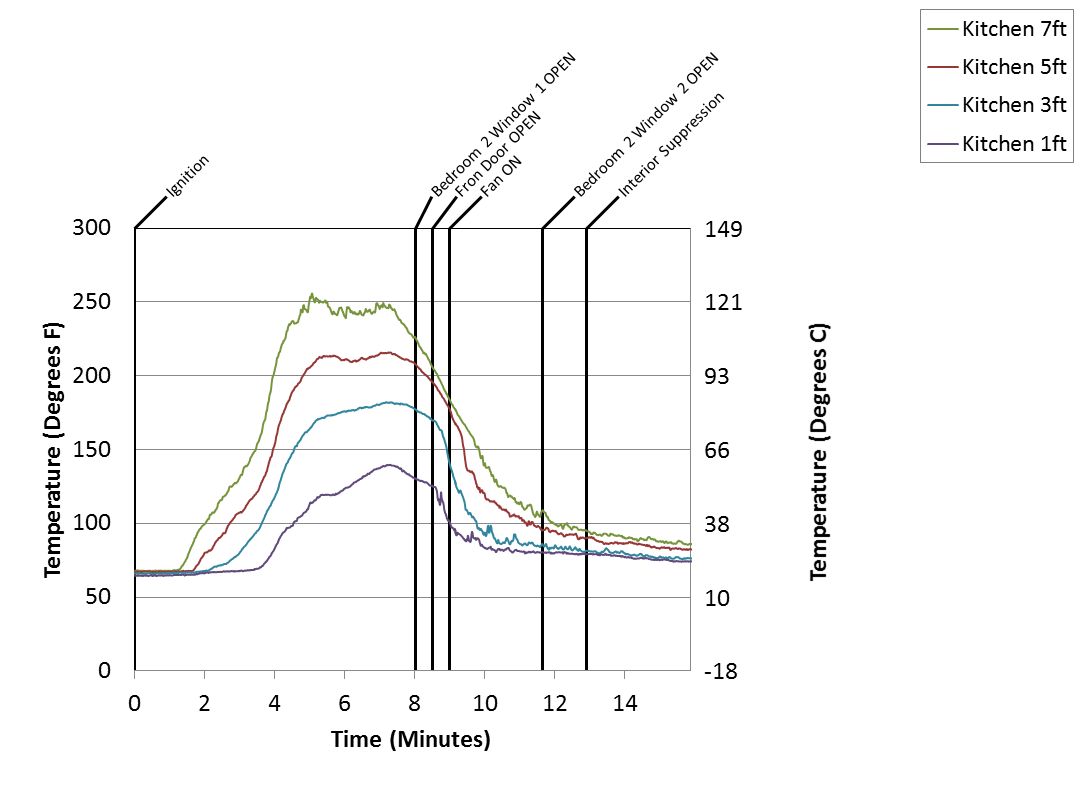 Kitchen 7ft
Kitchen 5ft
Kitchen 3ft
Kitchen 1ft
Ignition
Bedroom 2 Window 1 OPEN
Fron Door OPEN
Fan ON
Bedroom 2 Window 2 OPEN
Interior Suppression
300
250
200
150
100
50
0
Temperature (Degrees F)
149
121
93
66
38
10
-18
Temperature (Degrees C)
0 2 4 6 8 10 12 14
Time (Minutes)